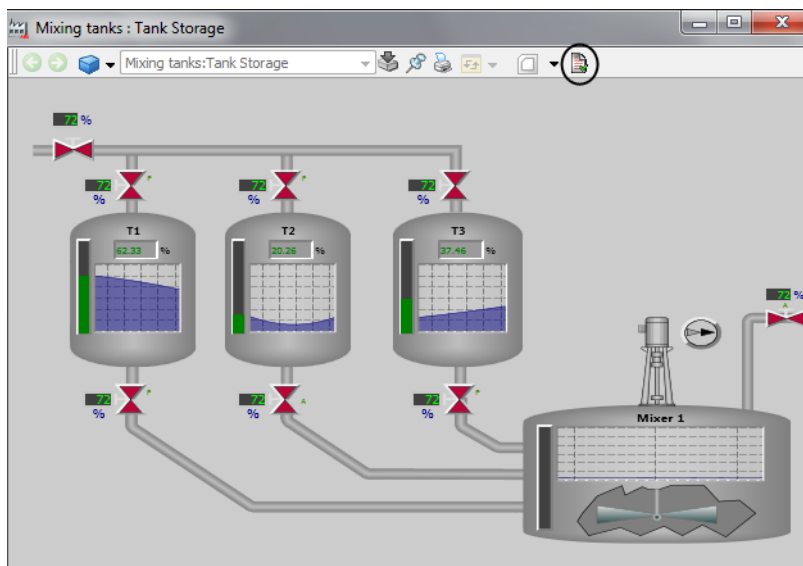 Mixing tanks : Tank Storage
Mixing tanks:Tank Storage
72 %
72 P
%
72 P
%
72 P
%
T1
62.33 %
T2
20.26 %
T3
37.46 %
72 %
A
72 P
%
72 A
%
72 P
%
Mixer 1